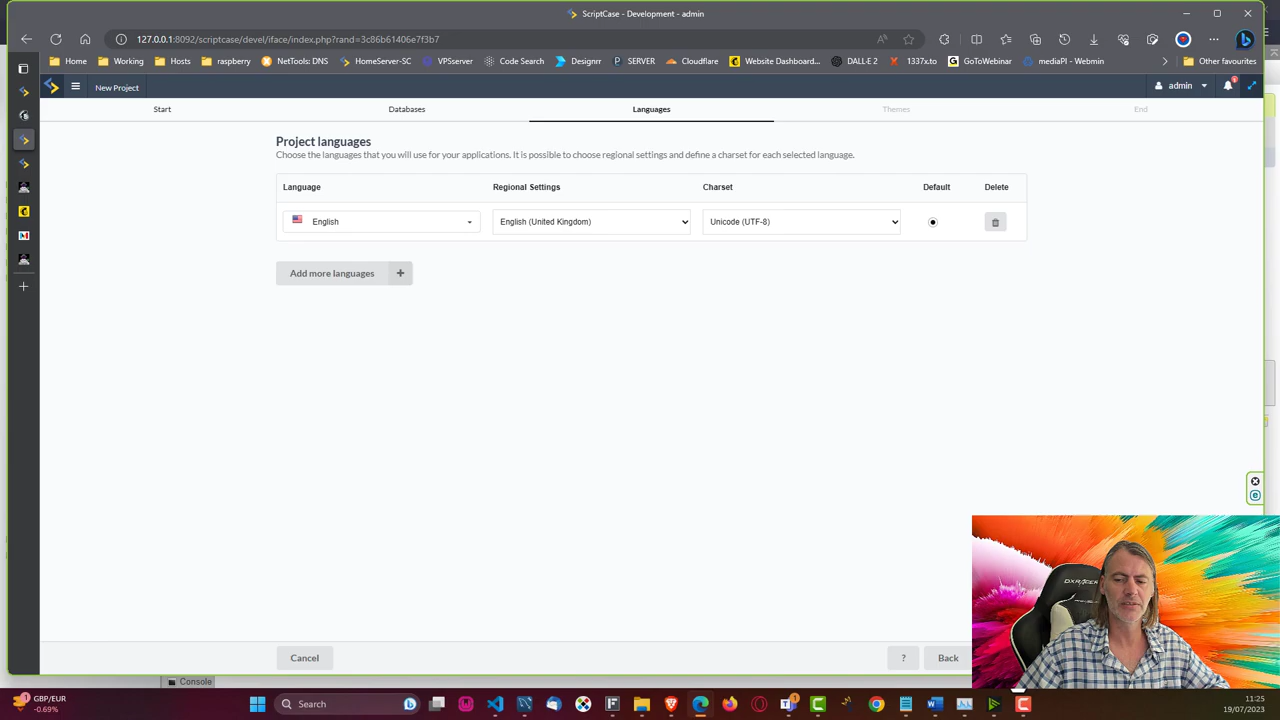 ScriptCase - Development - admin
127.0.0.1:8092/scriptcase/devel/iface/index.php?rand=3c86b61406e7f3b7
Home
Working
Hosts
raspberry
NetTools: DNS
HomeServer-SC
VPServer
Code Search
Designrr
SERVER
Cloudflare
Website Dashboard...
DALL·E 2
1337x.to
GoToWebinar
mediaPI - Webmin
Other favourites
New Project
admin
Start
Databases
Languages
Themes
End
Project languages
Choose the languages that you will use for your applications. It is possible to choose regional settings and define a charset for each selected language.
Language Regional Settings Charset Default Delete
English English (United Kingdom) Unicode (UTF-8)
Add more languages +
DXRACER
Cancel ? Back
Console
GBP/EUR
-0.69%
Search
11:25
19/07/2023